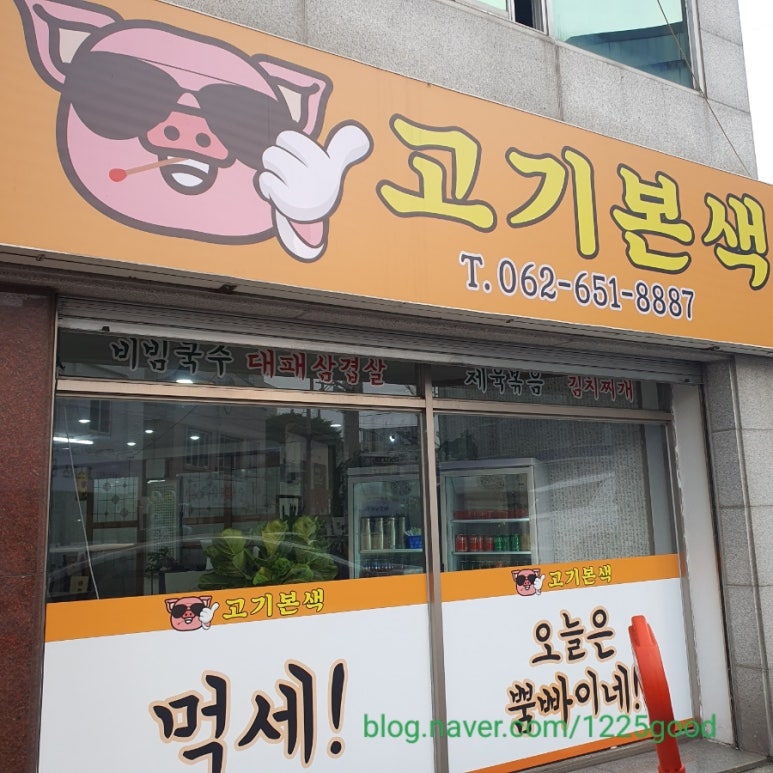 고기본색
T. 062-651-8887
비빔국수 대패삼겹살 제육볶음 김치찌개
고기본색
고기본색
먹세!
오늘은
뿜빠이네!
blog.naver.com/1225good